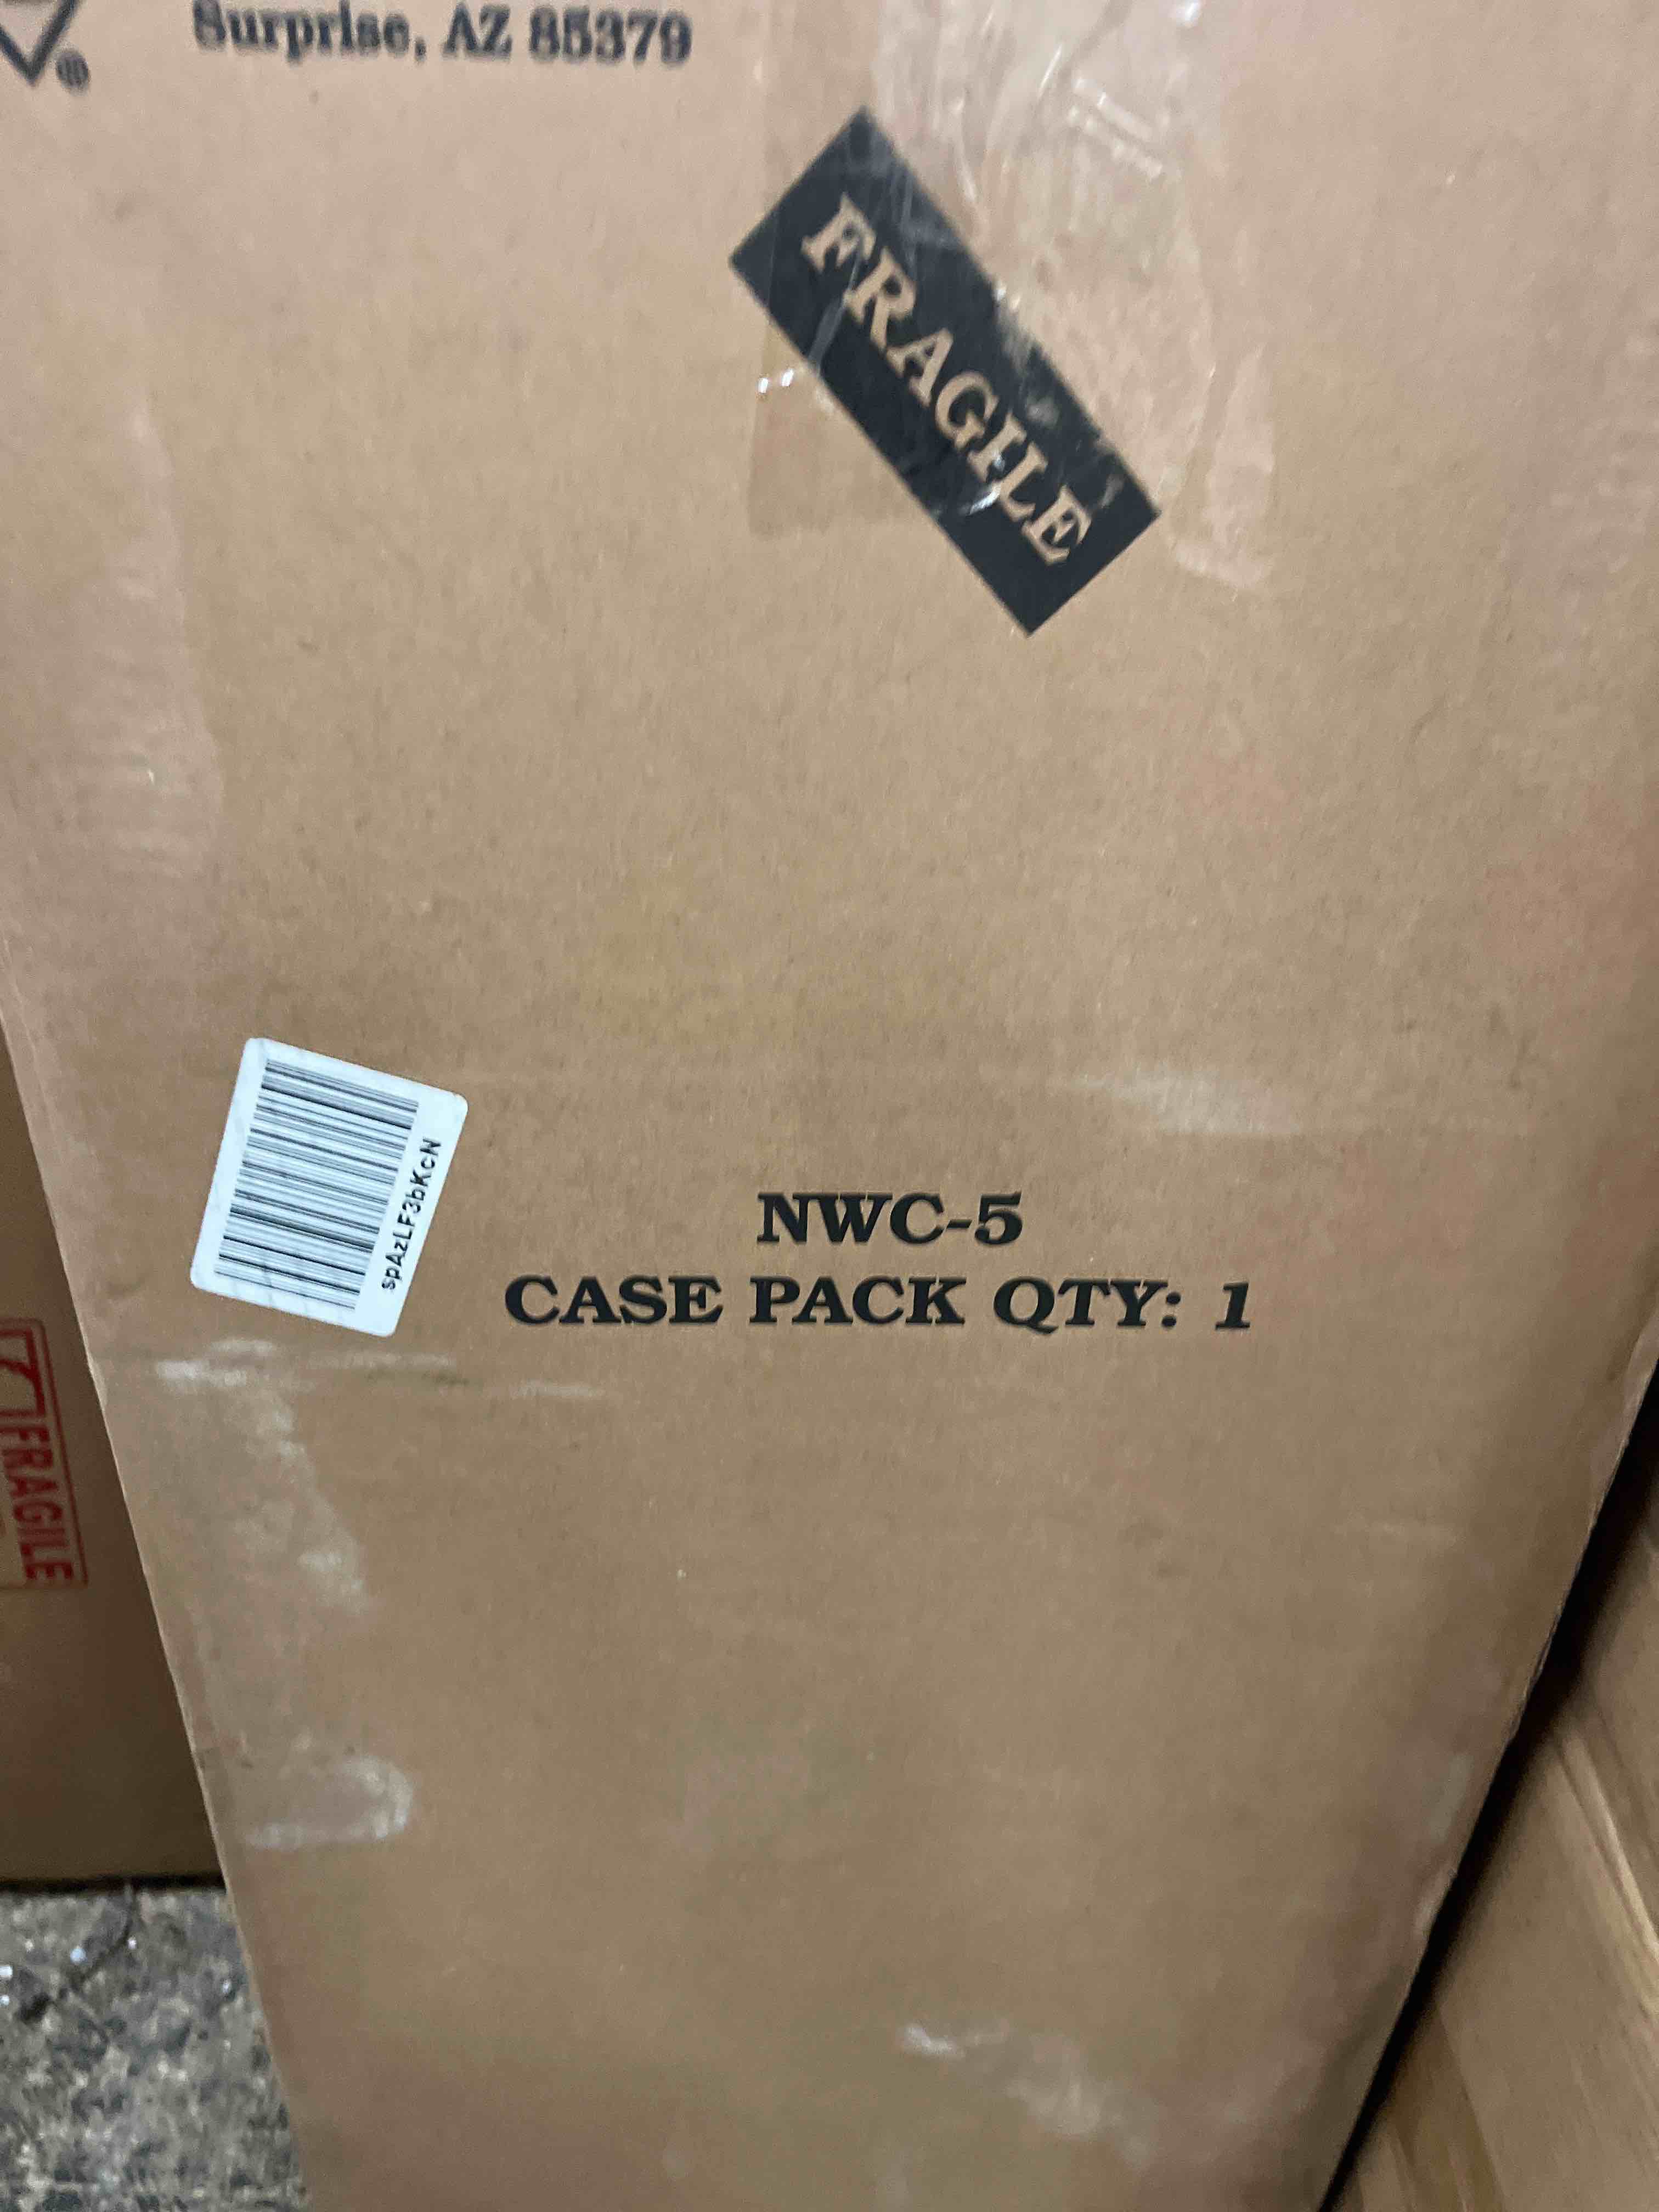 ®
Surprise, AZ 85379
FRAGILE
spAzLF3bKcN
NWC-5
CASE PACK QTY: 1
FRAGILE